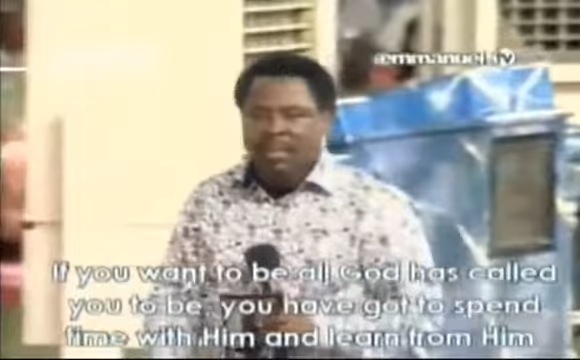 emmanuel.tv
If you want to be all God has called
you to be, you have got to spend
time with Him and learn from Him